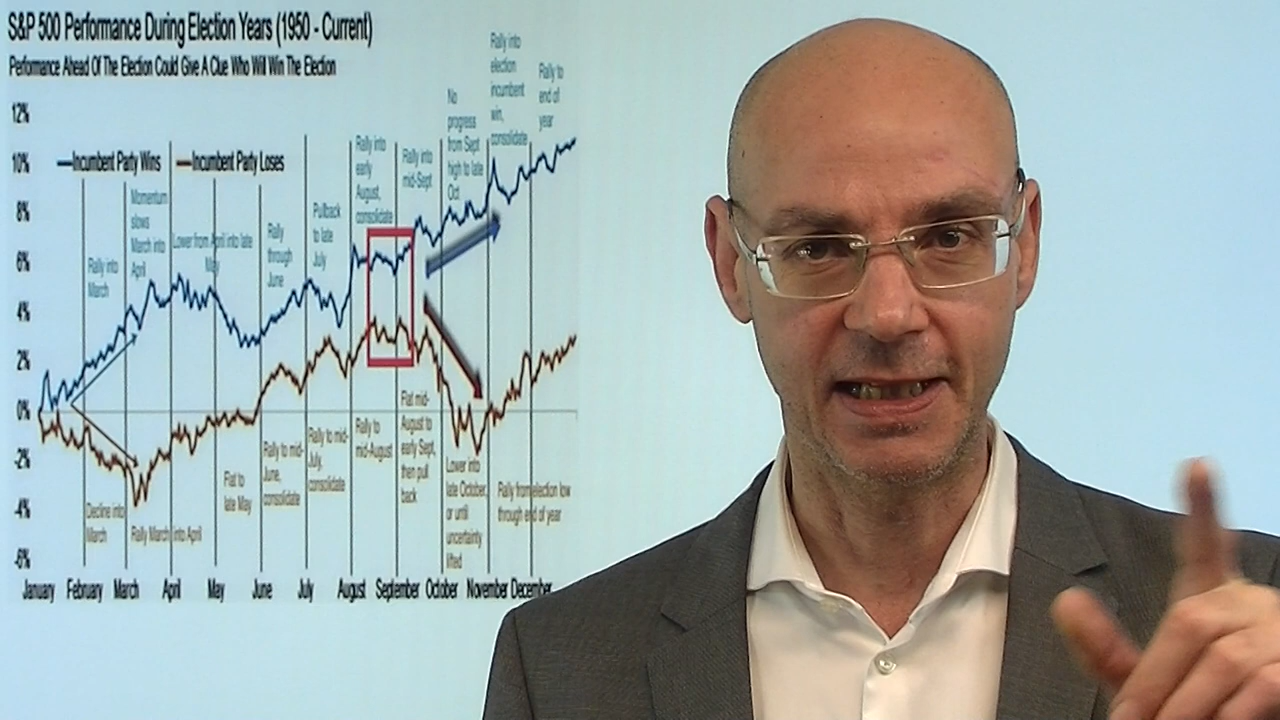 S&P 500 Performance During Election Years (1950 - Current)
Performance Ahead Of The Election Could Give A Clue Who Will Win The Election
12%
10%
8%
6%
4%
2%
0%
-2%
-4%
-6%
Incumbent Party Wins
Incumbent Party Loses
Rally into
March
Momentum
slows
March into
April
Lower from April into late
May
Rally
through
June
Pullback
to late
July
Rally into
early
August,
consolidate
Rally into
mid-Sept
No
progress
from Sept
high to late
Oct
Rally into
election
incumbent
win,
consolidate
Rally to
end of
year
Decline into
March
Rally March into April
Flat to
late May
Rally to mid-
June,
consolidate
Rally to mid-
July,
consolidate
Rally to
mid-August
Flat mid-
August to
early Sept,
then pull
back
Lower into
late October,
or until
uncertainty
lifted
Rally from election low
through end of year
January
February
March
April
May
June
July
August
September
October
November
December